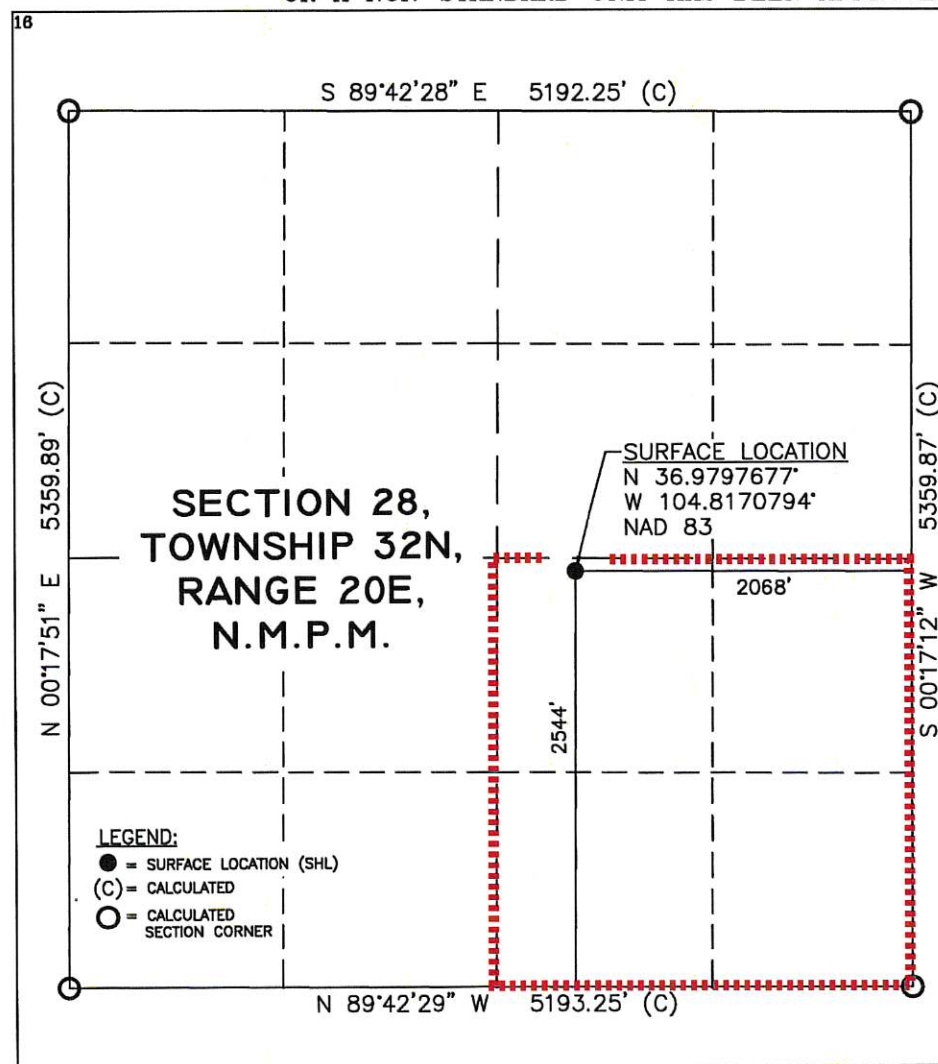 16
S 89°42'28" E 5192.25' (C)
N 00°17'51" E 5359.89' (C)
S 00°17'12" W 5359.87' (C)
SURFACE LOCATION
N 36.9797677°
W 104.8170794°
NAD 83
SECTION 28,
TOWNSHIP 32N,
RANGE 20E,
N.M.P.M.
2068'
2544'
LEGEND:
● = SURFACE LOCATION (SHL)
(C) = CALCULATED
○ = CALCULATED
SECTION CORNER
N 89°42'29" W 5193.25' (C)